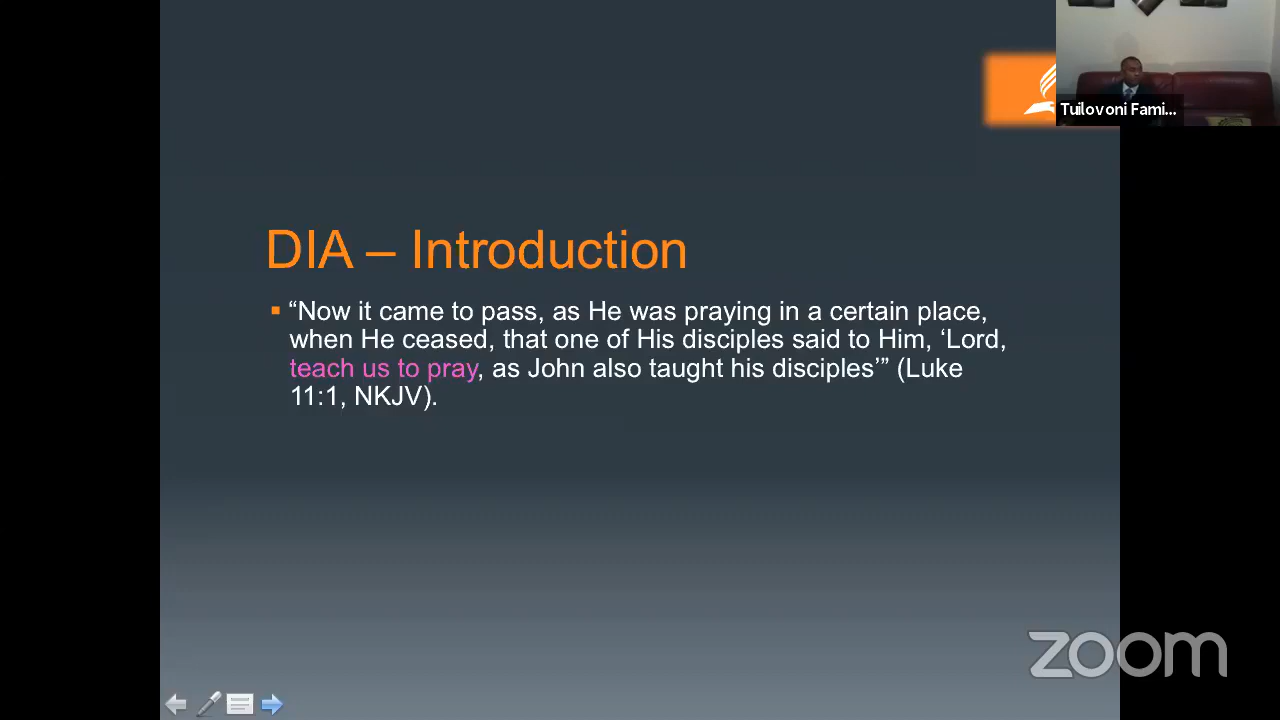 Tuilovoni Fami...
DIA – Introduction
“Now it came to pass, as He was praying in a certain place,
when He ceased, that one of His disciples said to Him, ‘Lord,
teach us to pray, as John also taught his disciples’” (Luke
11:1, NKJV).
zoom